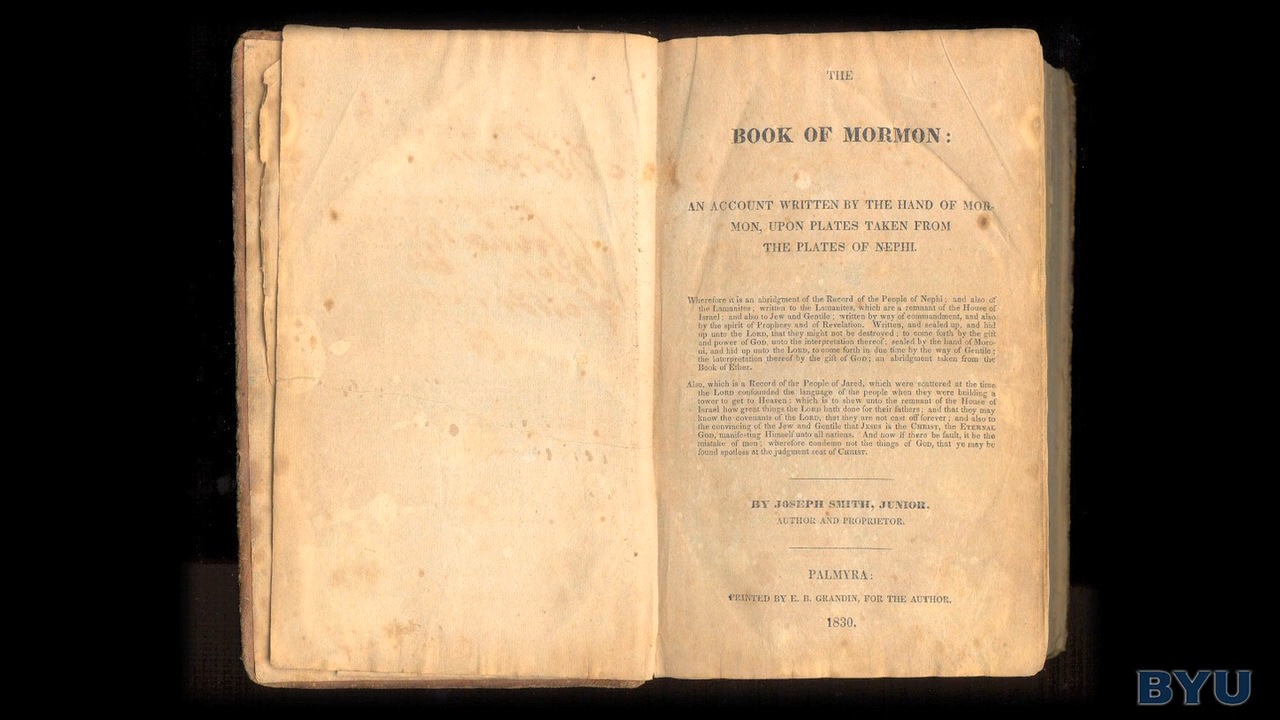 THE
BOOK OF MORMON:
AN ACCOUNT WRITTEN BY THE HAND OF MOR-
MON, UPON PLATES TAKEN FROM
THE PLATES OF NEPHI.
Wherefore it is an abridgment of the Record of the People of Nephi; and also of
the Lamanites; written to the Lamanites, which are a remnant of the House of
Israel; and also to Jew and Gentile; written by way of commandment, and also
by the spirit of Prophecy and of Revelation. Written, and sealed up, and hid
up unto the LORD, that they might not be destroyed; to come forth by the gift
and power of GOD, unto the interpretation thereof; sealed by the hand of Moro-
ni, and hid up unto the LORD, to come forth in due time by the way of Gentile;
the interpretation thereof by the gift of GOD; an abridgment taken from the
Book of Ether.
Also, which is a Record of the People of Jared, which were scattered at the time
the LORD confounded the language of the people when they were building a
tower to get to Heaven: which is to shew unto the remnant of the House of
Israel how great things the LORD hath done for their fathers; and that they may
know the covenants of the LORD, that they are not cast off forever; and also to
the convincing of the Jew and Gentile that JESUS is the CHRIST, the ETERNAL
GOD, manifesting Himself unto all nations. And now if there be fault, it be the
mistake of men; wherefore condemn not the things of GOD, that ye may be
found spotless at the judgment seat of CHRIST.
BY JOSEPH SMITH, JUNIOR,
AUTHOR AND PROPRIETOR.
PALMYRA:
PRINTED BY E. B. GRANDIN, FOR THE AUTHOR.
1830.
BYU